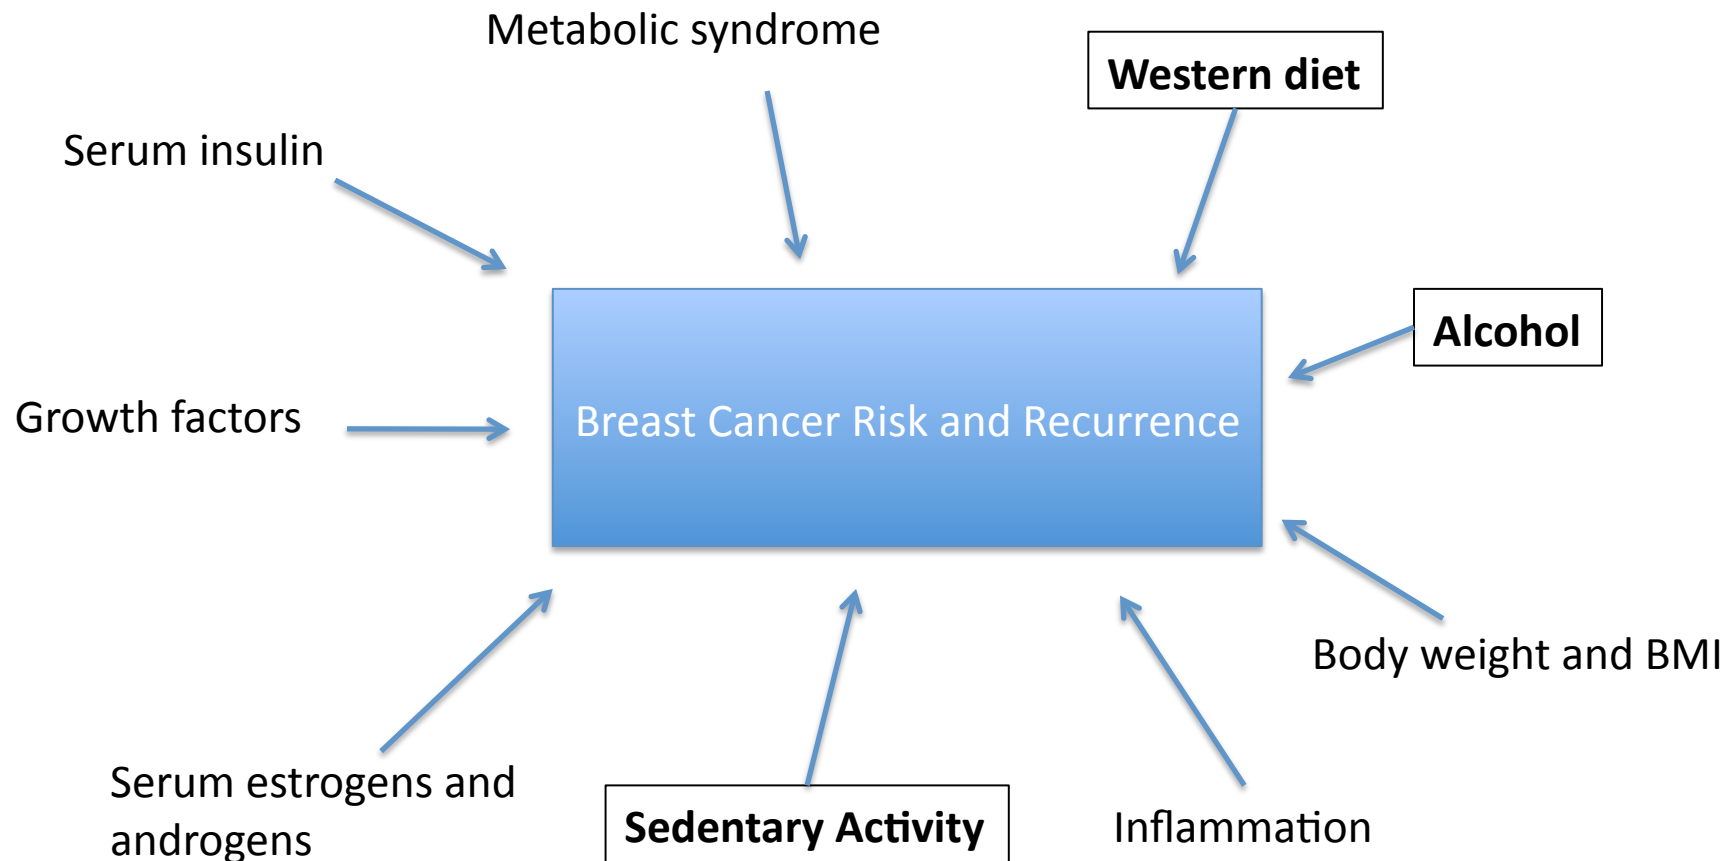 Metabolic syndrome
Western diet
Serum insulin
Alcohol
Growth factors
Breast Cancer Risk and Recurrence
Body weight and BMI
Serum estrogens and
androgens
Sedentary Activity
Inflammation